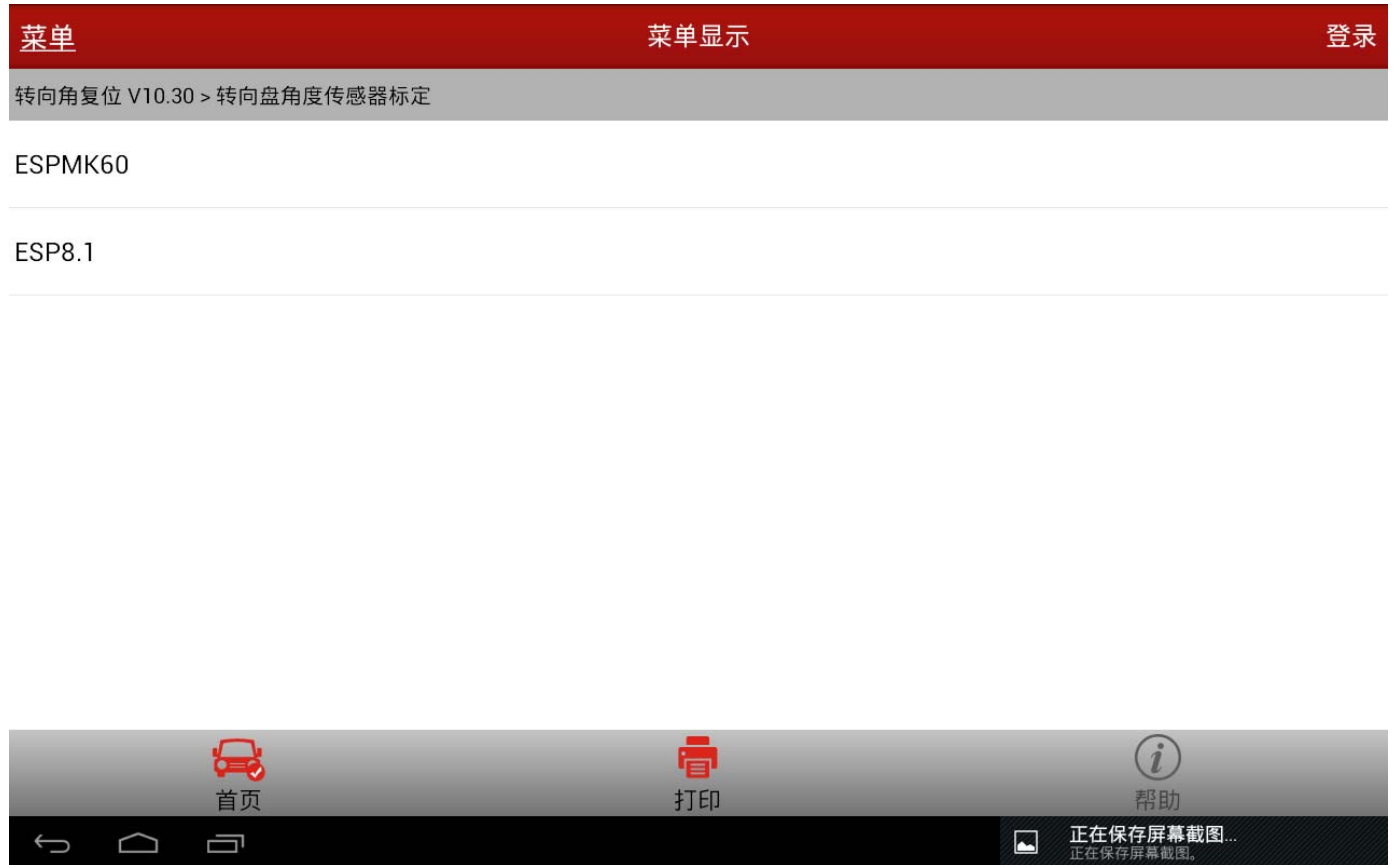 菜单
菜单显示
登录
转向角复位 V10.30 > 转向盘角度传感器标定
ESPMK60
ESP8.1
首页
打印
帮助
正在保存屏幕截图...
正在保存屏幕截图。